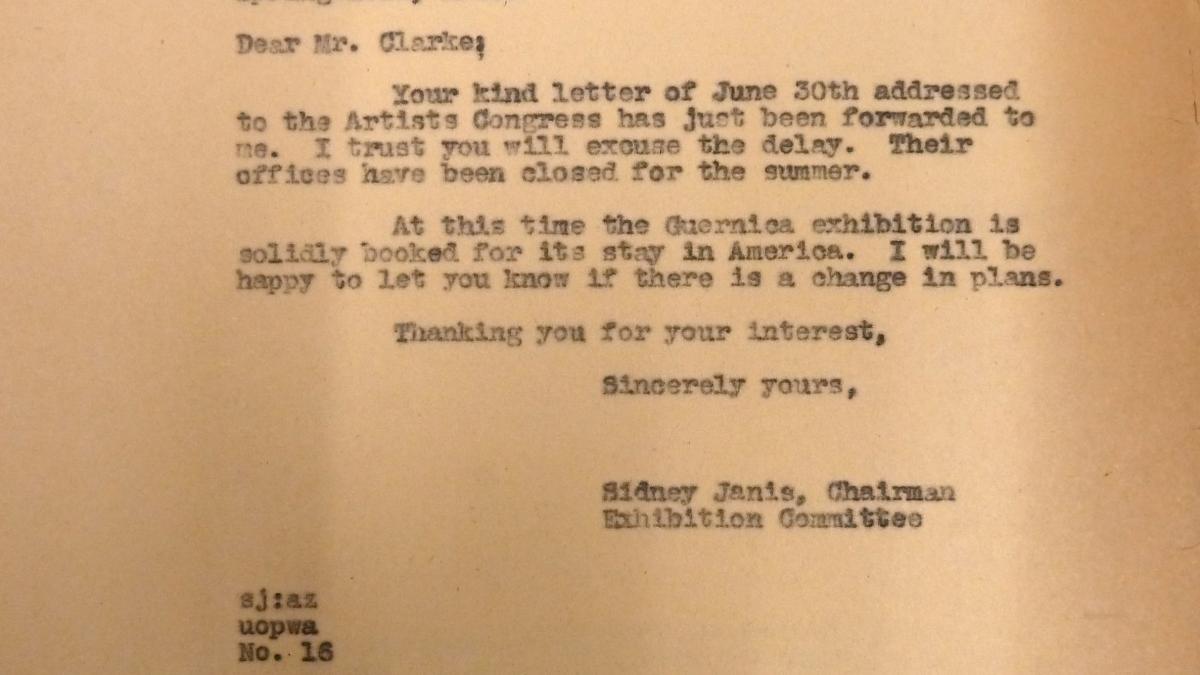 Dear Mr. Clarke;
Your kind letter of June 30th addressed
to the Artists Congress has just been forwarded to
me. I trust you will excuse the delay. Their
offices have been closed for the summer.
At this time the Guernica exhibition is
solidly booked for its stay in America. I will be
happy to let you know if there is a change in plans.
Thanking you for your interest,
Sincerely yours,
Sidney Janis, Chairman
Exhibition Committee
sj:az
uopwa
No. 16